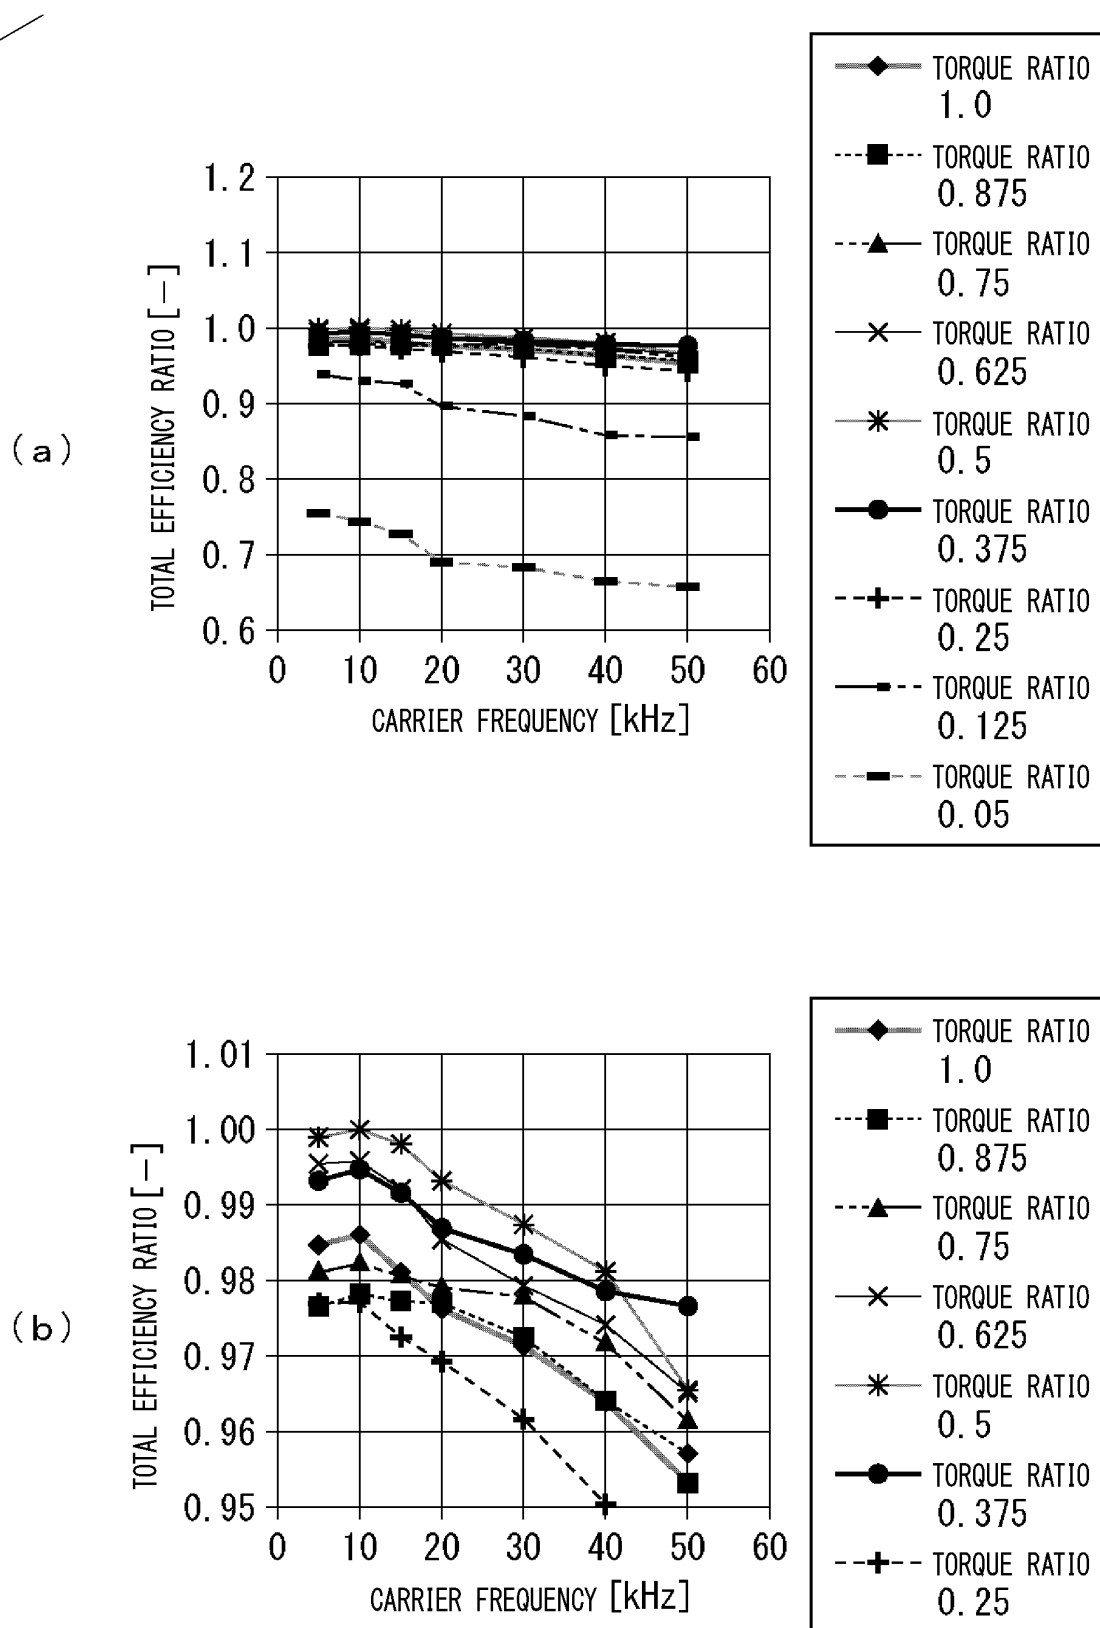 TORQUE RATIO
1.0
TORQUE RATIO
0.875
TORQUE RATIO
0.75
TORQUE RATIO
0.625
TORQUE RATIO
0.5
TORQUE RATIO
0.375
TORQUE RATIO
0.25
TORQUE RATIO
0.125
TORQUE RATIO
0.05
(a)
TOTAL EFFICIENCY RATIO [—]
1.2
1.1
1.0
0.9
0.8
0.7
0.6
0 10 20 30 40 50 60
CARRIER FREQUENCY [kHz]
TORQUE RATIO
1.0
TORQUE RATIO
0.875
TORQUE RATIO
0.75
TORQUE RATIO
0.625
TORQUE RATIO
0.5
TORQUE RATIO
0.375
TORQUE RATIO
0.25
(b)
TOTAL EFFICIENCY RATIO [—]
1.01
1.00
0.99
0.98
0.97
0.96
0.95
0 10 20 30 40 50 60
CARRIER FREQUENCY [kHz]